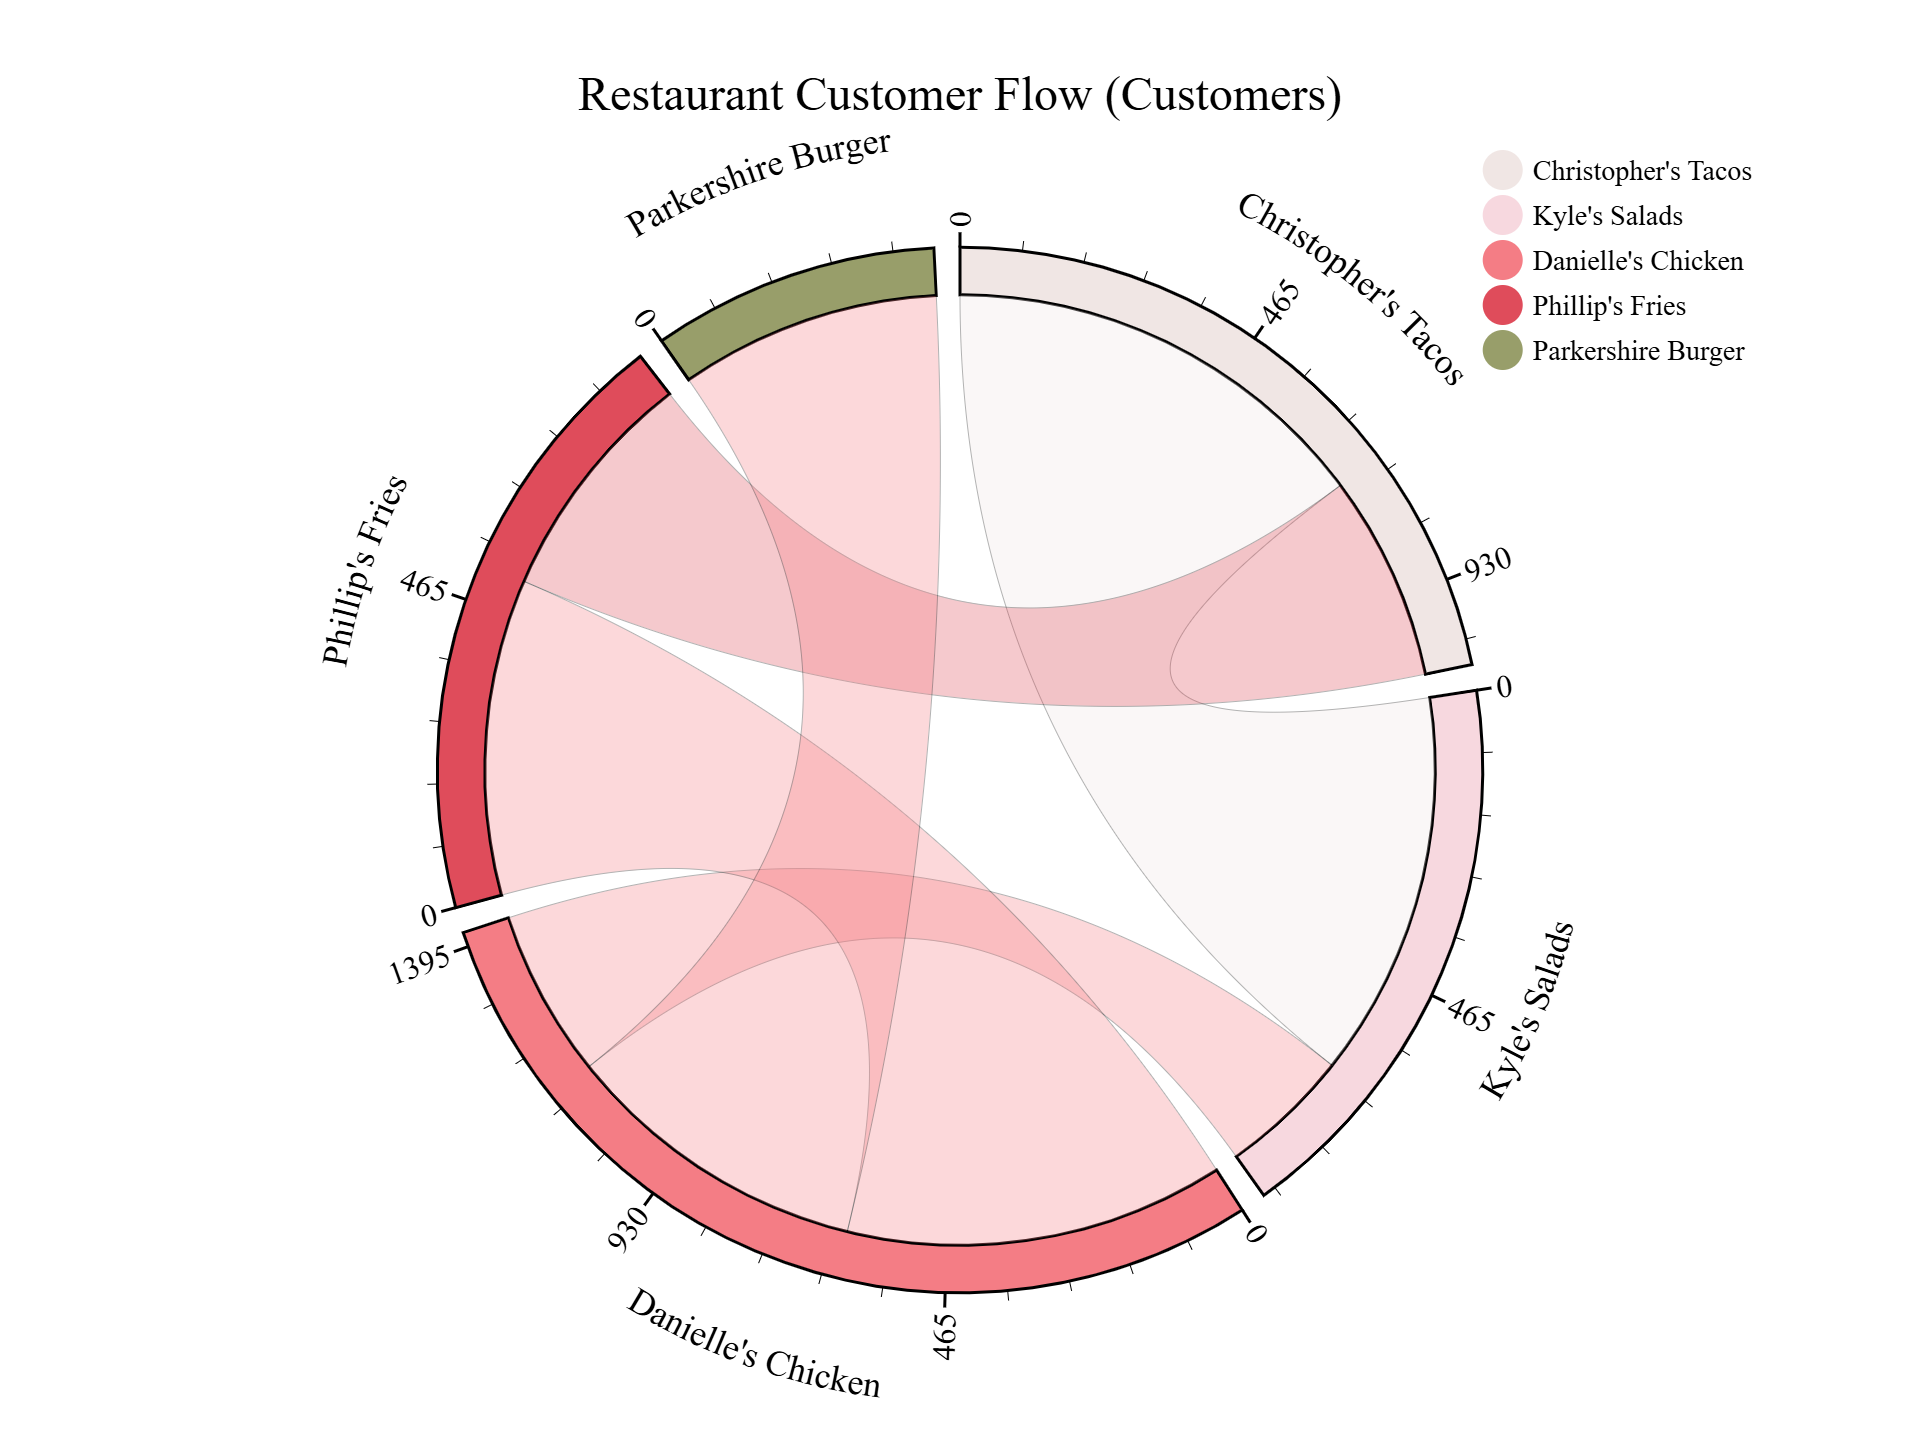 Restaurant Customer Flow (Customers)
Christopher's Tacos
Kyle's Salads
Danielle's Chicken
Phillip's Fries
Parkershire Burger
Parkershire Burger
Christopher's Tacos
Kyle's Salads
Danielle's Chicken
Phillip's Fries
0
465
930
0
465
0
465
930
1395
0
465
0